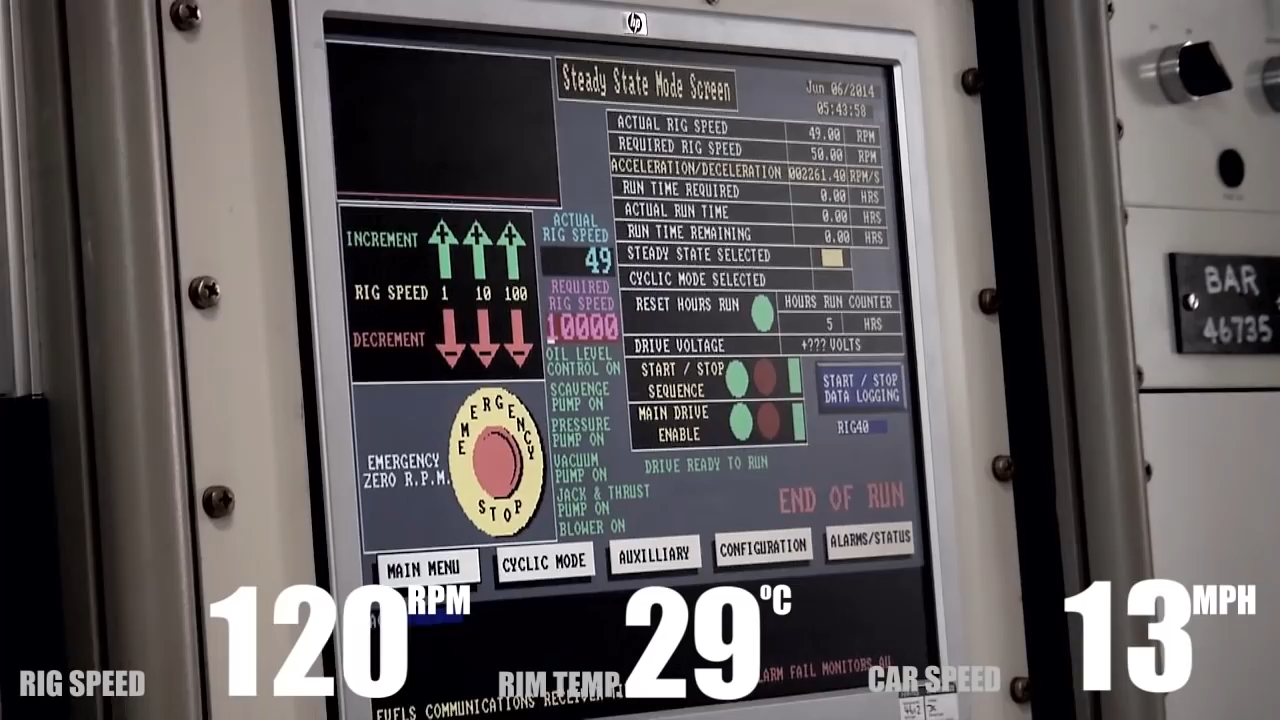 hp
Steady State Mode Screen
Jun 06/2014
05:43:58
ACTUAL RIG SPEED 49.00 RPM
REQUIRED RIG SPEED 50.00 RPM
ACCELERATION/DECELERATION 002261.40 RPM/S
RUN TIME REQUIRED 0.00 HRS
ACTUAL RUN TIME 0.00 HRS
RUN TIME REMAINING 0.00 HRS
STEADY STATE SELECTED
CYCLIC MODE SELECTED
RESET HOURS RUN
HOURS RUN COUNTER
5 HRS
DRIVE VOLTAGE +??? VOLTS
START / STOP
SEQUENCE
MAIN DRIVE
ENABLE
START / STOP
DATA LOGGING
RIG40
DRIVE READY TO RUN
END OF RUN
INCREMENT
RIG SPEED 1 10 100
DECREMENT
ACTUAL
RIG SPEED
49
REQUIRED
RIG SPEED
10000
OIL LEVEL
CONTROL ON
SCAVENGE
PUMP ON
PRESSURE
PUMP ON
VACUUM
PUMP ON
JACK & THRUST
PUMP ON
BLOWER ON
EMERGENCY
ZERO R.P.M.
EMERGENCY
STOP
MAIN MENU
CYCLIC MODE
AUXILLIARY
CONFIGURATION
ALARMS/STATUS
BAR
46735
RIG SPEED 120 RPM
RIM TEMP 29 ºC
CAR SPEED 13 MPH
ALARM FAIL MONITORS
FUELS COMMUNICATIONS